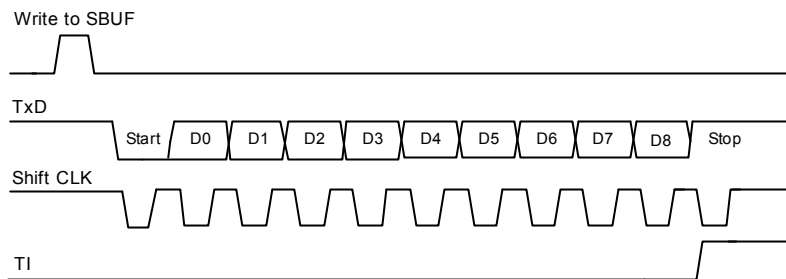 Write to SBUF
TxD
Start D0 D1 D2 D3 D4 D5 D6 D7 D8 Stop
Shift CLK
TI